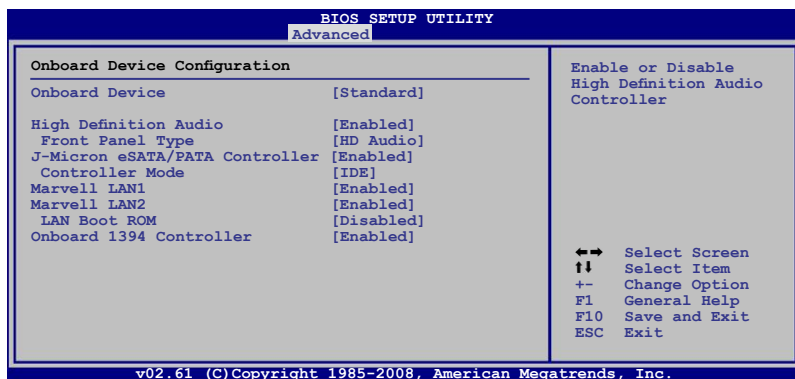 BIOS SETUP UTILITY
Advanced
Onboard Device Configuration
Onboard Device [Standard]
High Definition Audio [Enabled]
Front Panel Type [HD Audio]
J-Micron eSATA/PATA Controller [Enabled]
Controller Mode [IDE]
Marvell LAN1 [Enabled]
Marvell LAN2 [Enabled]
LAN Boot ROM [Disabled]
Onboard 1394 Controller [Enabled]
Enable or Disable
High Definition Audio
Controller
←→ Select Screen
↑↓ Select Item
+- Change Option
F1 General Help
F10 Save and Exit
ESC Exit
v02.61 (C)Copyright 1985-2008, American Megatrends, Inc.